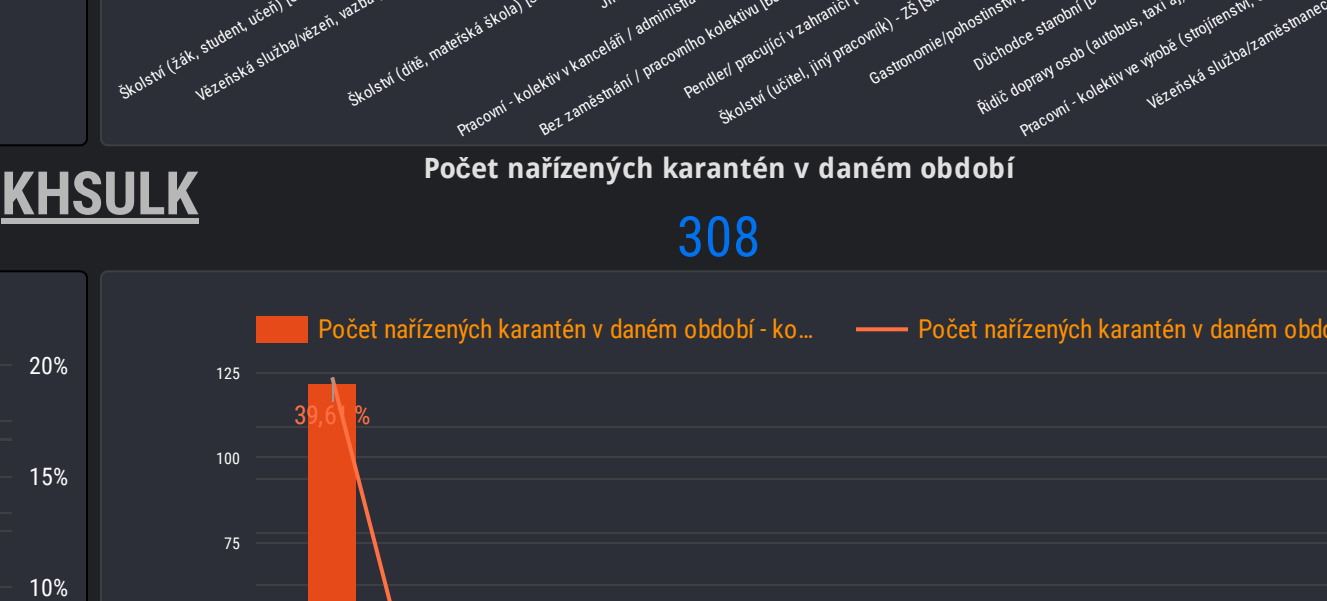 Školství (žák, student, učeň)
Vězeňská služba/vězeň, vazba
Školství (dítě, mateřská škola)
Pracovní - kolektiv v kanceláři /
Bez zaměstnání / pracovního kolektivu
Pendler/ pracující v zahraničí
Školství (učitel, jiný pracovník) - ZŠ
Gastronomie/pohostinství
Důchodce starobní
Řidič dopravy osob (autobus, taxi
Pracovní - kolektiv ve výrobě (strojírenství,
Vězeňská služba/zaměstnanec
KHSULK
Počet nařízených karantén v daném období
308
Počet nařízených karantén v daném období - ko...
Počet nařízených karantén v daném
20%
15%
10%
125
100
75
39,61 %